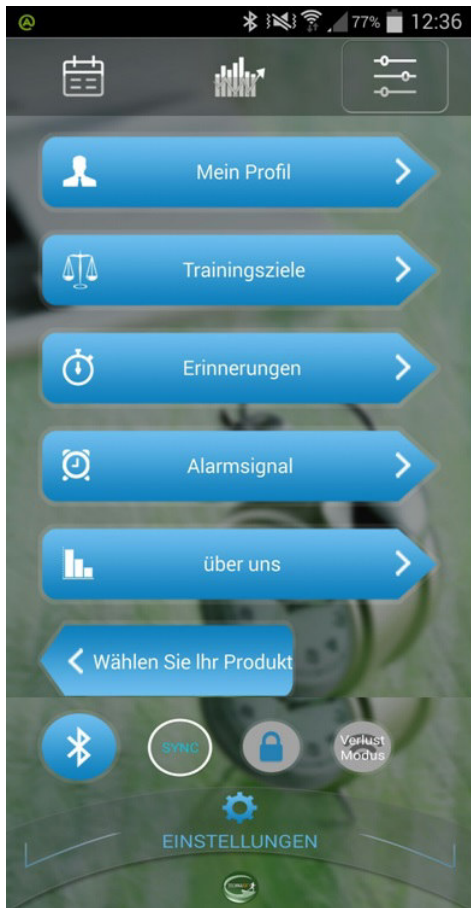 77% 12:36
Mein Profil
Trainingsziele
Erinnerungen
Alarmsignal
über uns
Wählen Sie Ihr Produkt
SYNC
Verlust
Modus
EINSTELLUNGEN